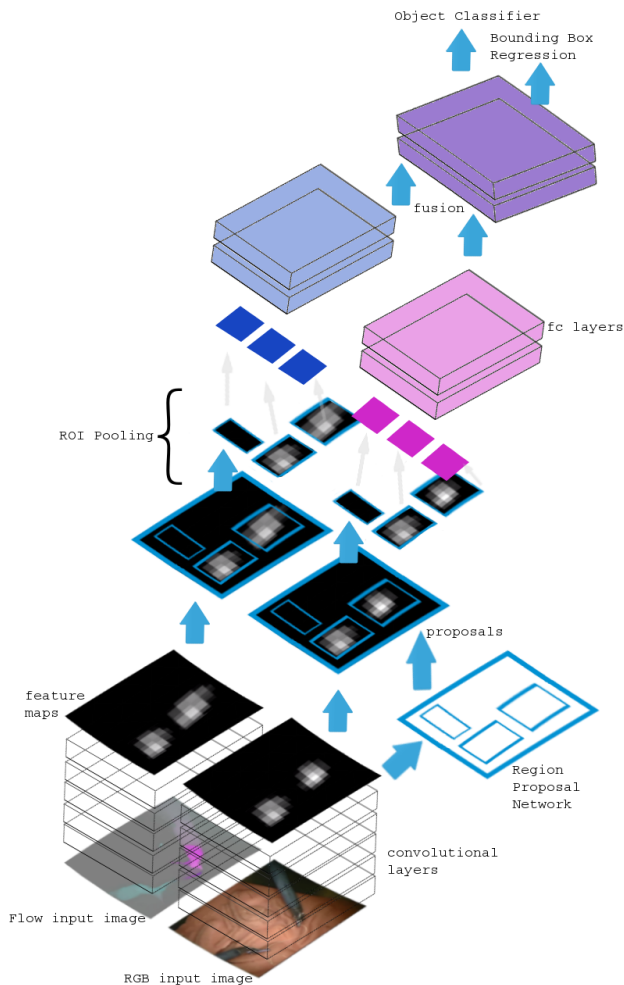 Object Classifier
Bounding Box
Regression
fusion
fc layers
ROI Pooling
proposals
feature
maps
Region
Proposal
Network
convolutional
layers
Flow input image
RGB input image